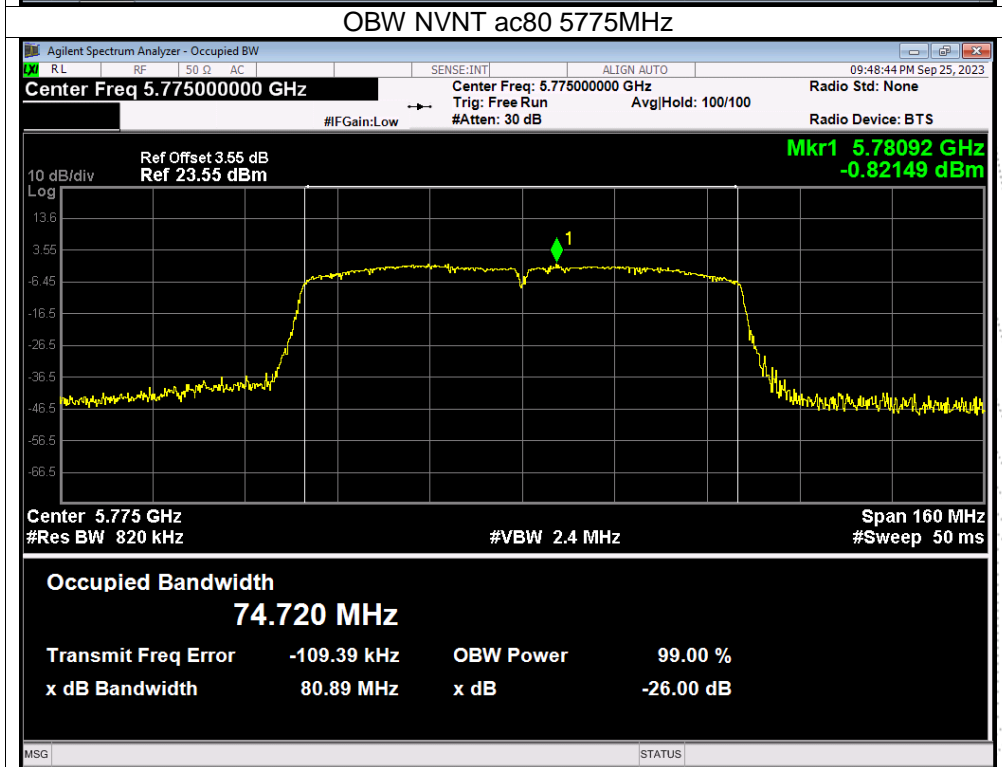 OBW NVNT ac80 5775MHz
Agilent Spectrum Analyzer - Occupied BW
LXI RL RF 50 Ω AC SENSE:INT ALIGN AUTO 09:48:44 PM Sep 25, 2023
Center Freq 5.775000000 GHz Center Freq: 5.775000000 GHz Radio Std: None
Trig: Free Run Avg|Hold: 100/100
#IFGain:Low #Atten: 30 dB Radio Device: BTS
Ref Offset 3.55 dB Mkr1 5.78092 GHz
10 dB/div Ref 23.55 dBm -0.82149 dBm
Log
13.6
1
3.55
-6.45
-16.5
-26.5
-36.5
-46.5
-56.5
-66.5
Center 5.775 GHz Span 160 MHz
#Res BW 820 kHz #VBW 2.4 MHz #Sweep 50 ms
Occupied Bandwidth
74.720 MHz
Transmit Freq Error -109.39 kHz OBW Power 99.00 %
x dB Bandwidth 80.89 MHz x dB -26.00 dB
MSG STATUS